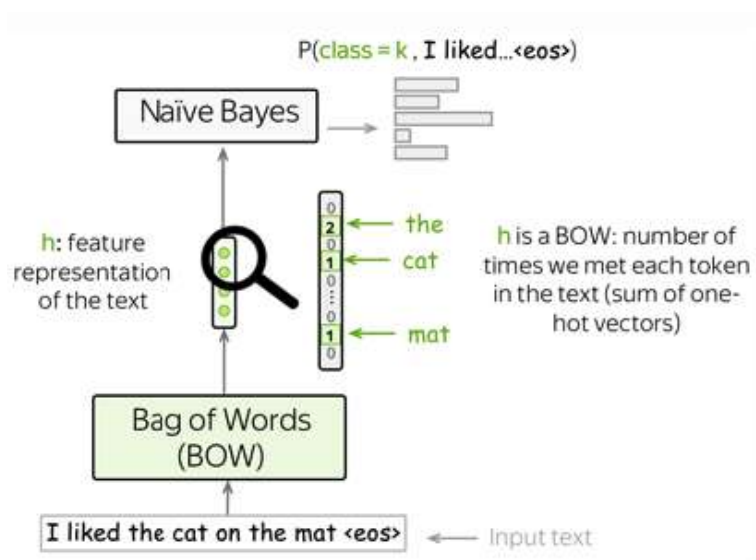 P(class = k, I liked...<eos>)
Naïve Bayes
h: feature
representation
of the text
0
2
0
1
0
⋮
0
1
0
the
cat
mat
h is a BOW: number of
times we met each token
in the text (sum of one-
hot vectors)
Bag of Words
(BOW)
I liked the cat on the mat <eos>
Input text